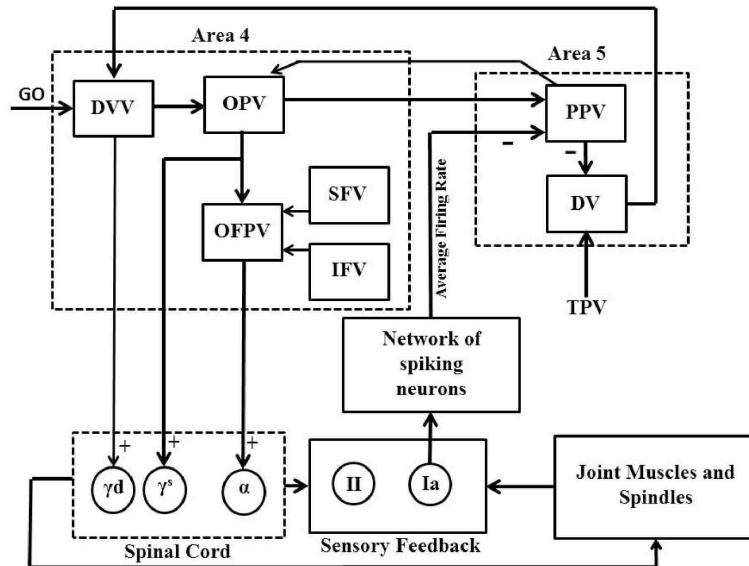 Area 4
Area 5
GO
DVV
OPV
PPV
SFV
OFPV
IFV
DV
-
-
Average Firing Rate
TPV
Network of
spiking
neurons
+
+
+
γd
γˢ
α
II
Ia
Joint Muscles and
Spindles
Spinal Cord
Sensory Feedback